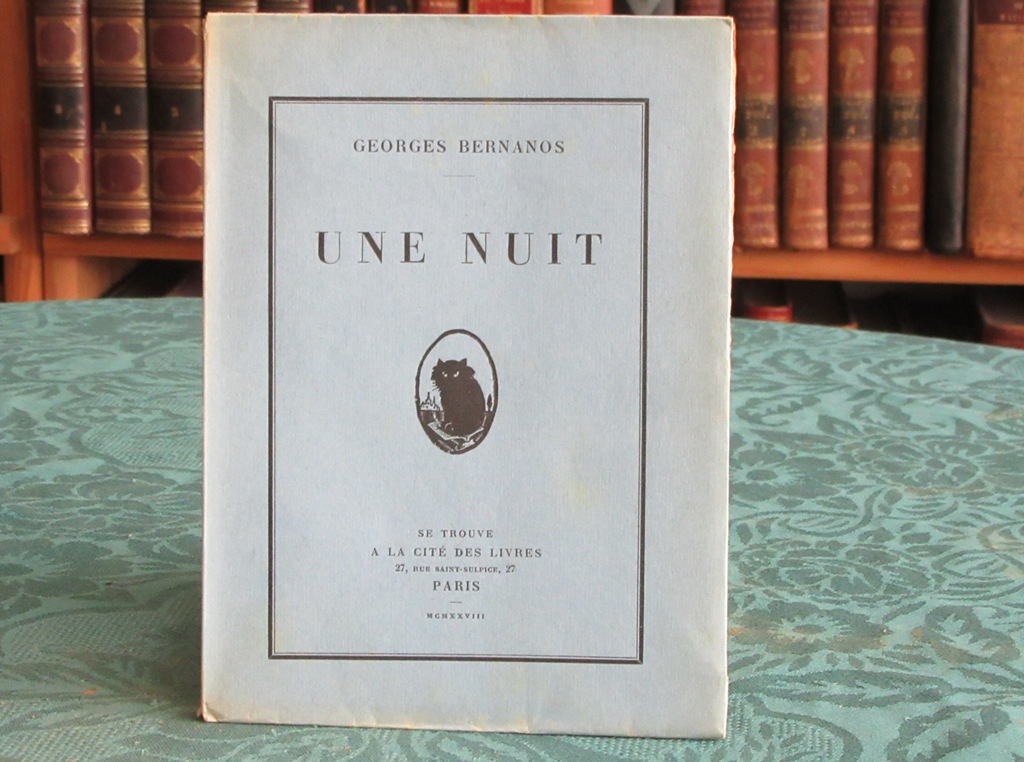 GEORGES BERNANOS
UNE NUIT
SE TROUVE
A LA CITÉ DES LIVRES
27, RUE SAINT-SULPICE, 27
PARIS
MCMXXVIII